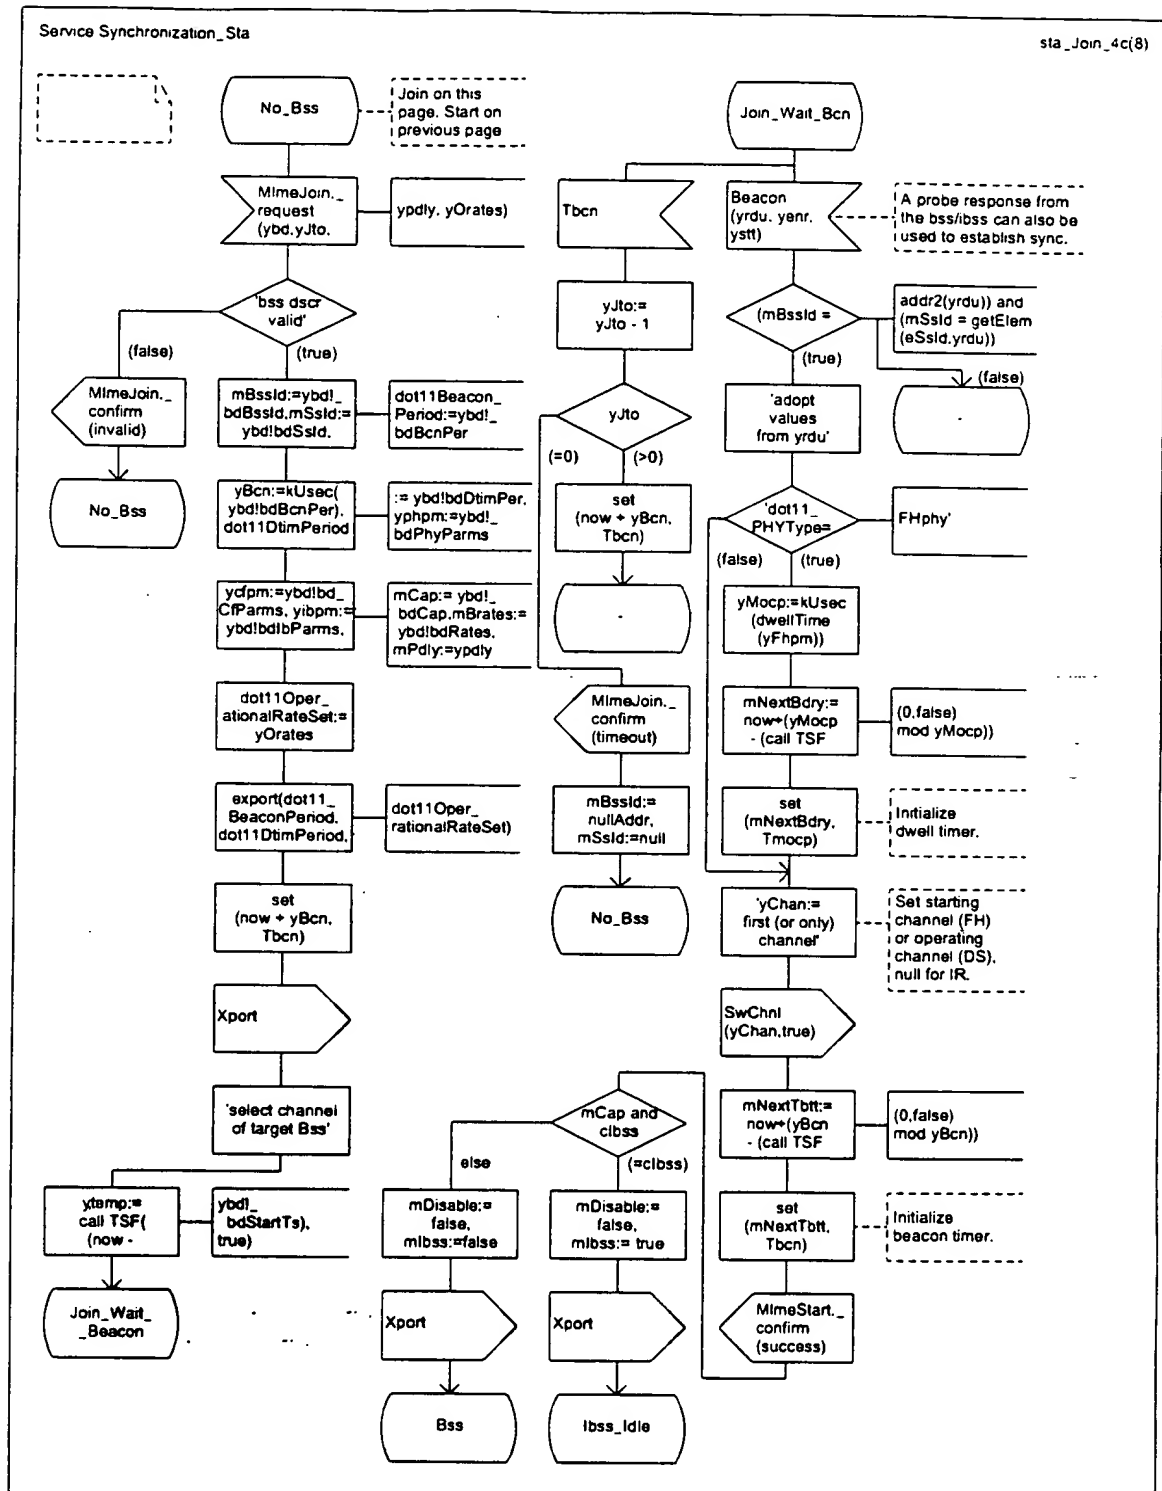 Service Synchronization_Sta
sta_Join_4c(8)
No_Bss
Join on this
page. Start on
previous page
MlmeJoin._
request
(ybd,yJto,
ypdly, yOrates)
'bss dscr
valid'
(false)
(true)
MlmeJoin._
confirm
(invalid)
No_Bss
mBssId:=ybd!_
bdBssId,mSsId:=
ybd!bdSsId,
dot11Beacon_
Period:=ybd!_
bdBcnPer
yBcn:=kUsec(
ybd!bdBcnPer),
dot11DtimPeriod
:= ybd!bdDtimPer,
yphpm:=ybd!_
bdPhyParms
ycfpm:=ybd!bd_
CfParms, yibpm:=
ybd!bdIbParms,
mCap:= ybd!_
bdCap,mBrates:=
ybd!bdRates,
mPdly:=ypdly
dot11Oper_
ationalRateSet:=
yOrates
export(dot11_
BeaconPeriod,
dot11DtimPeriod,
dot11Oper_
rationalRateSet)
set
(now + yBcn,
Tbcn)
Xport
'select channel
of target Bss'
ytemp:=
call TSF(
(now -
ybd!_
bdStartTs),
true)
Join_Wait_
_Beacon
Join_Wait_Bcn
Tbcn
yJto:=
yJto - 1
yJto
(=0)
(>0)
set
(now + yBcn,
Tbcn)
-
MlmeJoin._
confirm
(timeout)
mBssId:=
nullAddr,
mSsId:=null
No_Bss
Beacon
(yrdu, yenr,
ystt)
A probe response from
the bss/ibss can also be
used to establish sync.
(mBssId =
addr2(yrdu)) and
(mSsId = getElem
(eSsId,yrdu))
(true)
(false)
-
'adopt
values
from yrdu'
'dot11_
PHYType=
FHphy'
(false)
(true)
yMocp:=kUsec
(dwellTime
(yFhpm))
mNextBdry:=
now+(yMocp
- (call TSF
(0,false)
mod yMocp))
set
(mNextBdry,
Tmocp)
Initialize
dwell timer.
'yChan:=
first (or only)
channel'
Set starting
channel (FH)
or operating
channel (DS),
null for IR.
SwChnl
(yChan,true)
mNextTbtt:=
now+(yBcn
- (call TSF
(0,false)
mod yBcn))
set
(mNextTbtt,
Tbcn)
Initialize
beacon timer.
MlmeStart._
confirm
(success)
mCap and
cIbss
else
(=cIbss)
mDisable:=
false,
mIbss:=false
mDisable:=
false,
mIbss:= true
Xport
Xport
Bss
Ibss_Idle